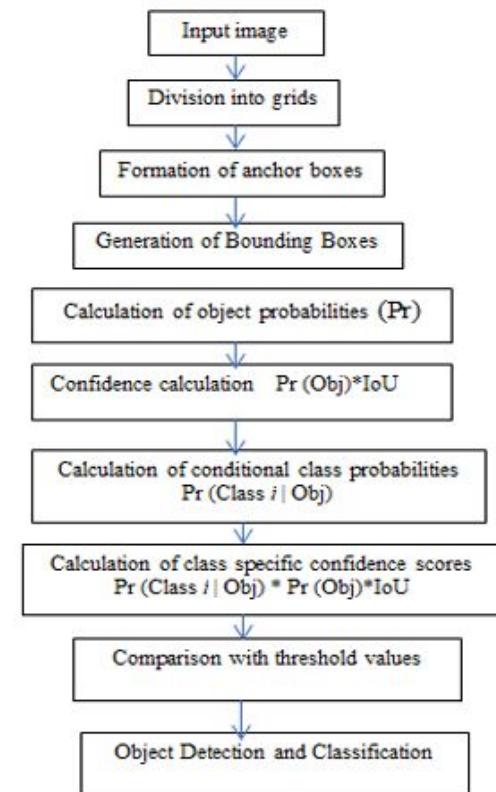 Input image
Division into grids
Formation of anchor boxes
Generation of Bounding Boxes
Calculation of object probabilities (Pr)
Confidence calculation Pr (Obj)*IoU
Calculation of conditional class probabilities
Pr (Class i | Obj)
Calculation of class specific confidence scores
Pr (Class i | Obj) * Pr (Obj)*IoU
Comparison with threshold values
Object Detection and Classification